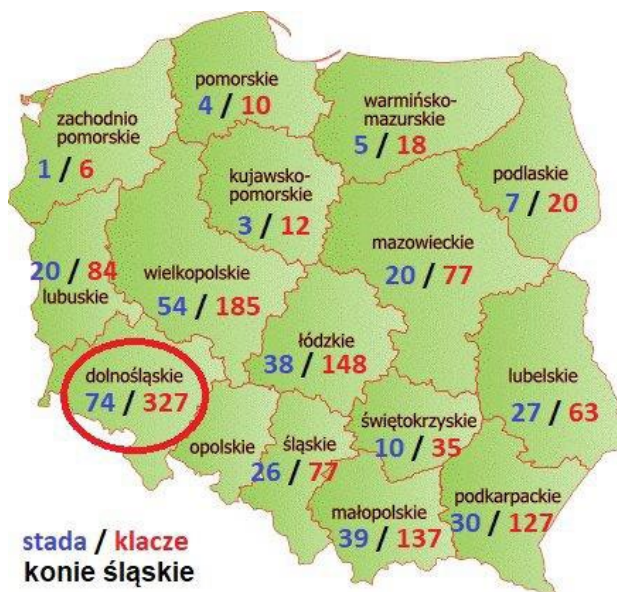 pomorskie
4 / 10
warmińsko-
mazurskie
5 / 18
zachodnio
pomorskie
1 / 6
kujawsko-
pomorskie
3 / 12
podlaskie
7 / 20
mazowieckie
20 / 77
20 / 84
lubuskie
wielkopolskie
54 / 185
łódzkie
38 / 148
dolnośląskie
74 / 327
lubelskie
27 / 63
świętokrzyskie
10 / 35
opolskie
śląskie
26 / 77
małopolskie
39 / 137
podkarpackie
30 / 127
stada / klacze
konie śląskie